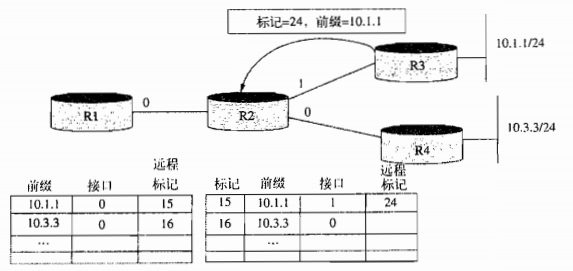 标记=24，前缀=10.1.1
R3
10.1.1/24
1
0
R1
R2
0
R4
10.3.3/24
前缀 接口 远程标记
10.1.1 0 15
10.3.3 0 16
…
标记 前缀 接口 远程标记
15 10.1.1 1 24
16 10.3.3 0
…